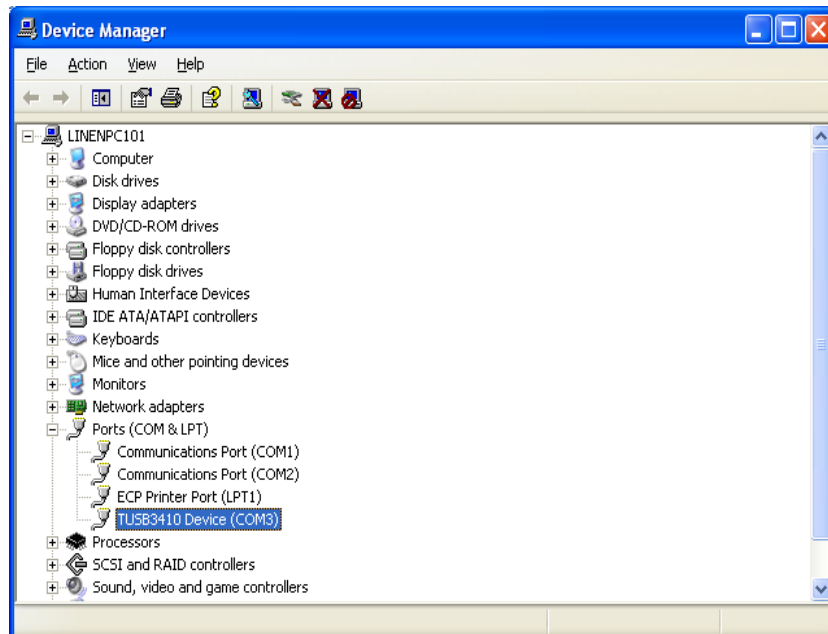 Device Manager
File Action View Help
LINENPC101
Computer
Disk drives
Display adapters
DVD/CD-ROM drives
Floppy disk controllers
Floppy disk drives
Human Interface Devices
IDE ATA/ATAPI controllers
Keyboards
Mice and other pointing devices
Monitors
Network adapters
Ports (COM & LPT)
Communications Port (COM1)
Communications Port (COM2)
ECP Printer Port (LPT1)
TUSB3410 Device (COM3)
Processors
SCSI and RAID controllers
Sound, video and game controllers